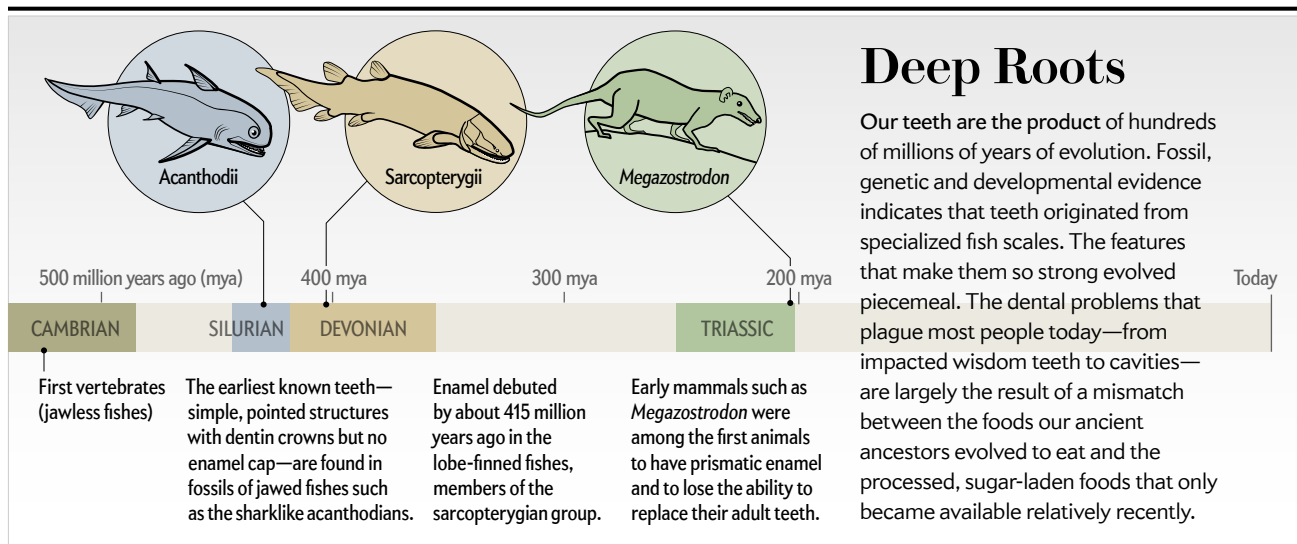 Deep Roots
Our teeth are the product of hundreds
of millions of years of evolution. Fossil,
genetic and developmental evidence
indicates that teeth originated from
specialized fish scales. The features
that make them so strong evolved
piecemeal. The dental problems that
plague most people today—from
impacted wisdom teeth to cavities—
are largely the result of a mismatch
between the foods our ancient
ancestors evolved to eat and the
processed, sugar-laden foods that only
became available relatively recently.
Acanthodii
Sarcopterygii
Megazostrodon
500 million years ago (mya)
400 mya
300 mya
200 mya
Today
CAMBRIAN
SILURIAN
DEVONIAN
TRIASSIC
First vertebrates
(jawless fishes)
The earliest known teeth—
simple, pointed structures
with dentin crowns but no
enamel cap—are found in
fossils of jawed fishes such
as the sharklike acanthodians.
Enamel debuted
by about 415 million
years ago in the
lobe-finned fishes,
members of the
sarcopterygian group.
Early mammals such as
Megazostrodon were
among the first animals
to have prismatic enamel
and to lose the ability to
replace their adult teeth.